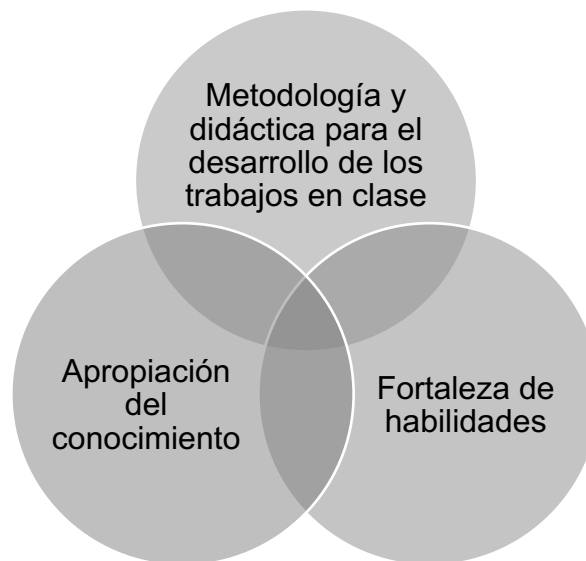 Metodología y
didáctica para el
desarrollo de los
trabajos en clase
Apropiación
del
conocimiento
Fortaleza de
habilidades